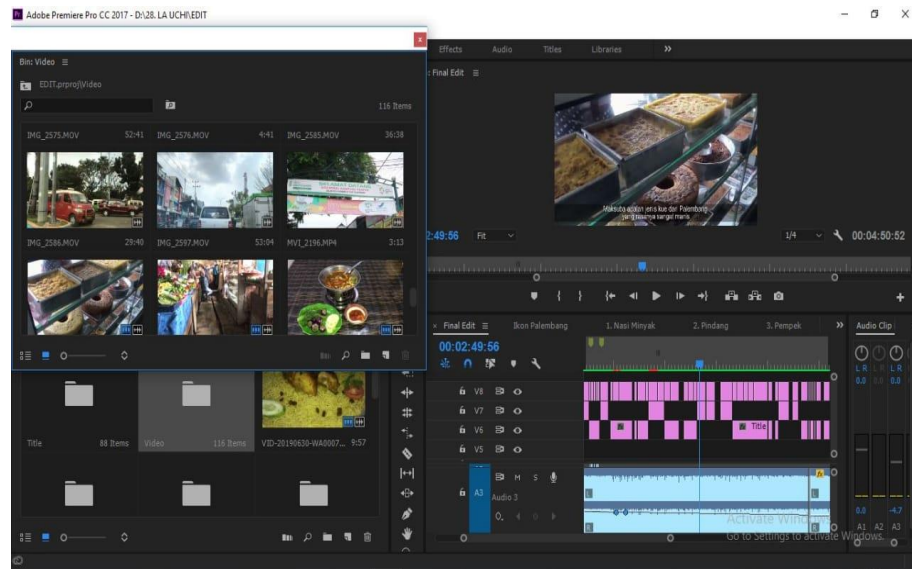 Adobe Premiere Pro CC 2017 - D:\28. LA UCHI\EDIT
Effects Audio Titles Libraries
Bin: Video
EDIT.prproj\Video
116 Items
: Final Edit
IMG_2575.MOV 52:41 IMG_2576.MOV 4:41 IMG_2585.MOV 36:38
IMG_2586.MOV 29:40 IMG_2597.MOV 53:04 MVI_2196.MP4 3:13
Maksuba adalah jenis kue dari Palembang
yang rasanya sangat manis
2:49:56 Fit 1/4 00:04:50:52
Final Edit Ikon Palembang 1. Nasi Minyak 2. Pindang 3. Pempek Audio Clip
00:02:49:56
L R L R L R
0.0 0.0 0.0
V8
V7
V6 Title
V5
Title 88 Items Video 116 Items VID-20190630-WA0007... 9:57
M S
A3 Audio 3
0.0 -4.7
A1 A2 A3
Activate Windows
Go to Settings to activate Windows.